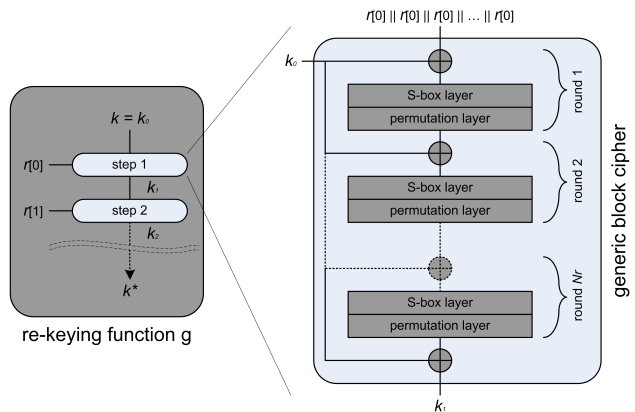 r[0] || r[0] || r[0] || ... || r[0]
k₀
S-box layer
permutation layer
round 1
S-box layer
permutation layer
round 2
S-box layer
permutation layer
round Nr
k₁
generic block cipher
k = k₀
r[0]
step 1
k₁
r[1]
step 2
k₂
k*
re-keying function g